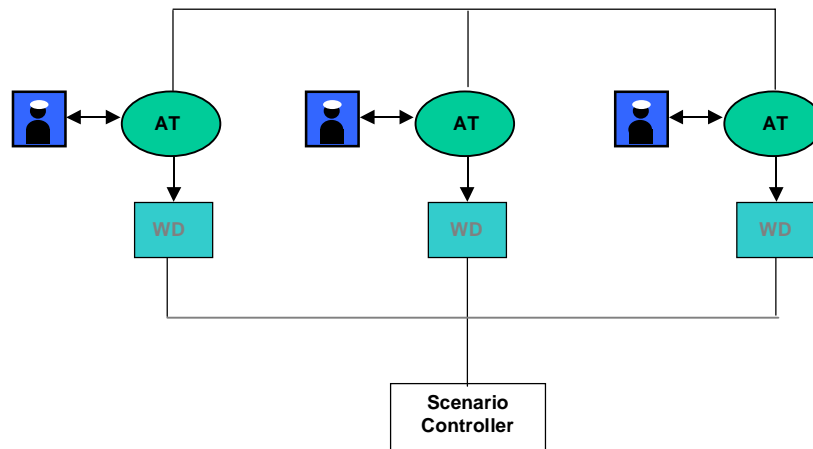 AT
AT
AT
WD
WD
WD
Scenario
Controller